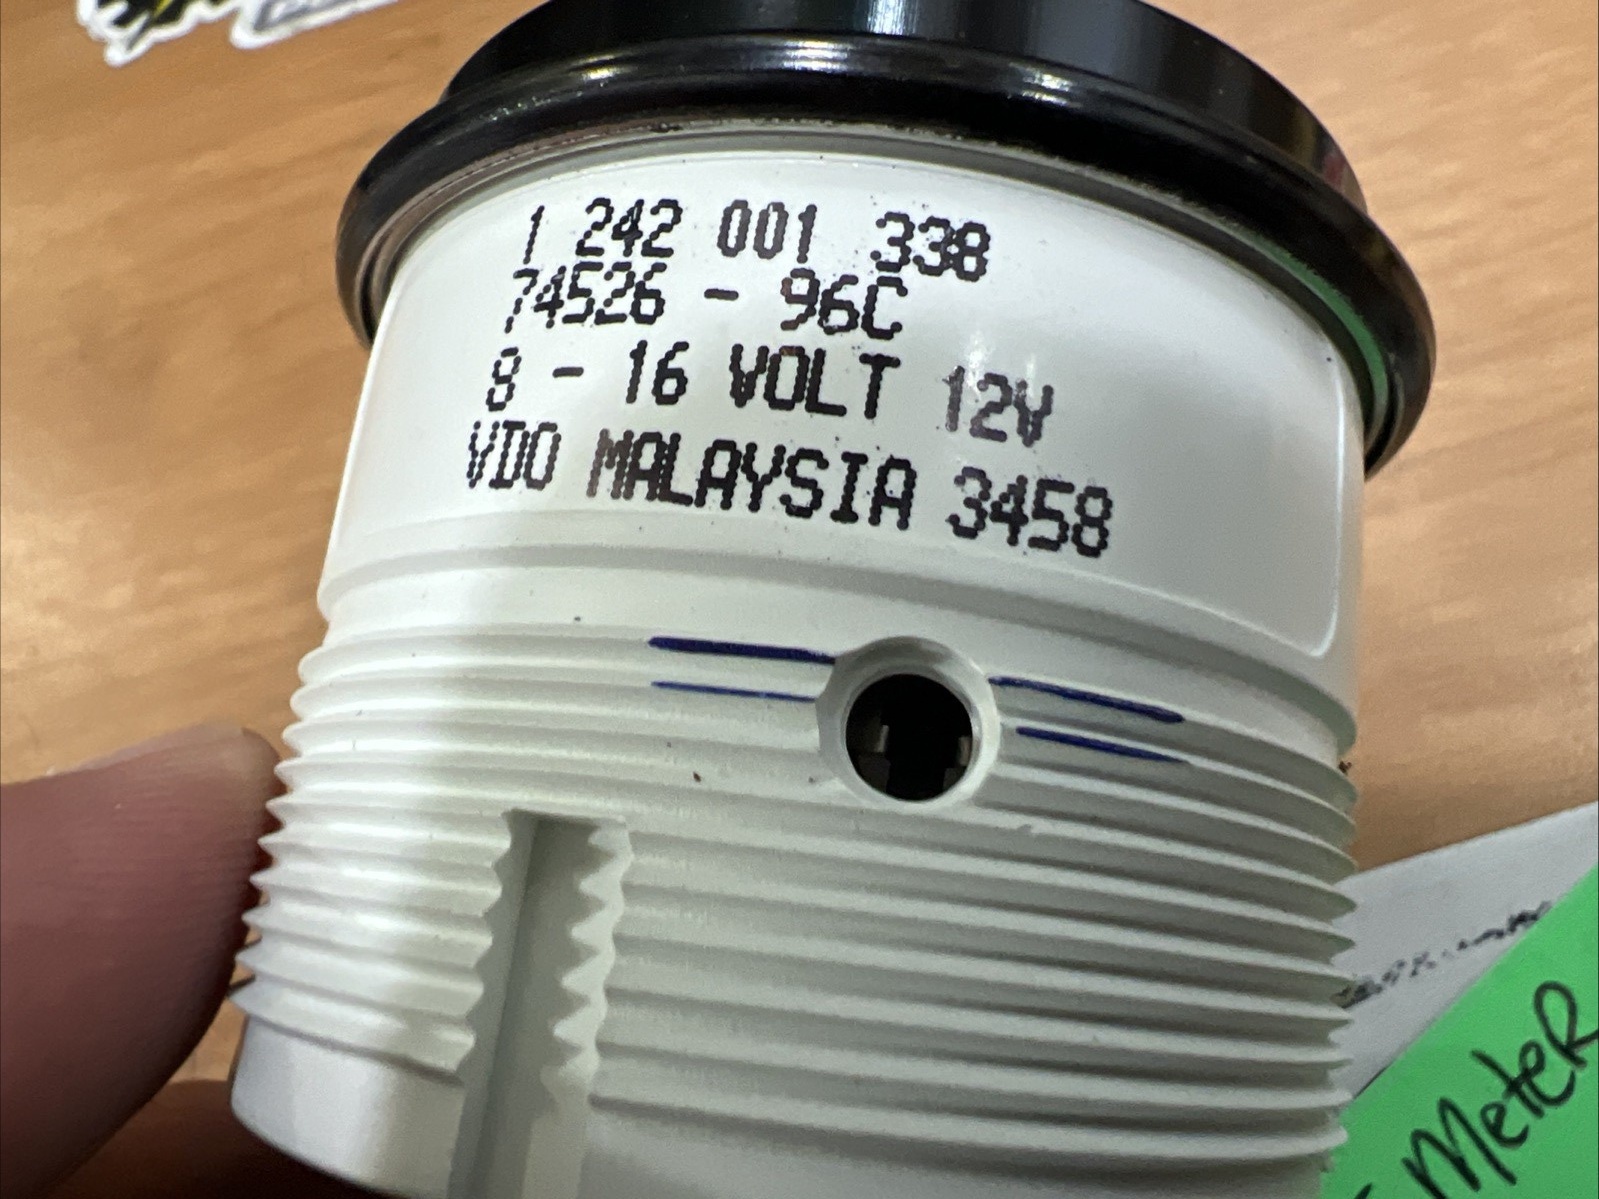 1 242 001 338
74526 - 96C
8 - 16 VOLT 12V
VDO MALAYSIA 3458
Meter